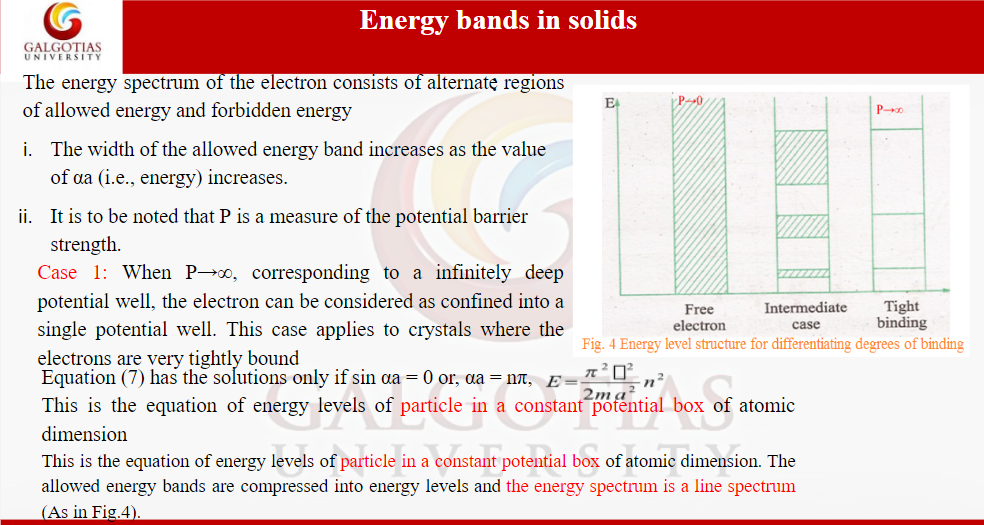 Energy bands in solids
GALGOTIAS
UNIVERSITY
The energy spectrum of the electron consists of alternate regions
of allowed energy and forbidden energy
i. The width of the allowed energy band increases as the value
of αa (i.e., energy) increases.
ii. It is to be noted that P is a measure of the potential barrier
strength.
Case 1: When P→∞, corresponding to a infinitely deep
potential well, the electron can be considered as confined into a
single potential well. This case applies to crystals where the
electrons are very tightly bound
E
P→0
P→∞
Free
electron
Intermediate
case
Tight
binding
Fig. 4 Energy level structure for differentiating degrees of binding
Equation (7) has the solutions only if sin αa = 0 or, αa = nπ, E = π²□²/2ma² n²
This is the equation of energy levels of particle in a constant potential box of atomic
dimension
This is the equation of energy levels of particle in a constant potential box of atomic dimension. The
allowed energy bands are compressed into energy levels and the energy spectrum is a line spectrum
(As in Fig.4).
GALGOTIAS
UNIVERSITY